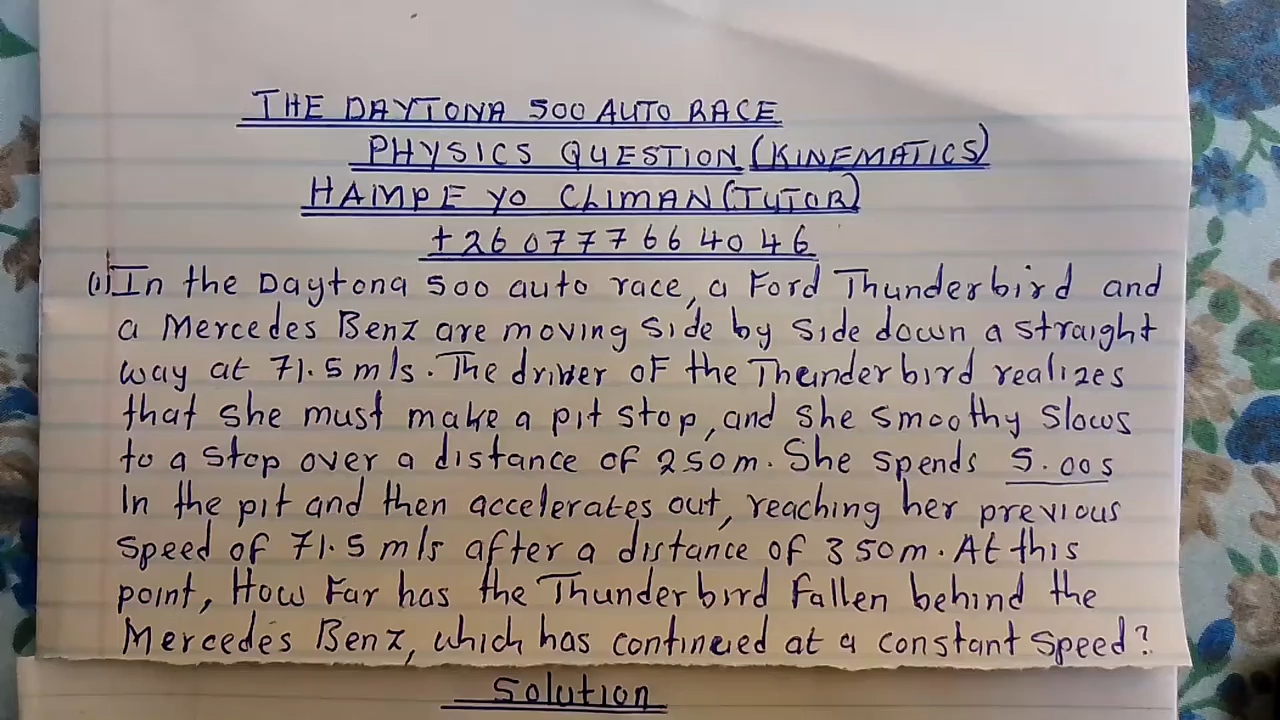 THE DAYTONA 500 AUTO RACE
PHYSICS QUESTION (KINEMATICS)
HAMPE YO CLIMAN (TUTOR)
+26 0777664046
(1) In the Daytona 500 auto race, a Ford Thunderbird and
a Mercedes Benz are moving side by side down a straight
way at 71.5 m/s. The driver of the Thunderbird realizes
that she must make a pit stop, and she smoothy slows
to a stop over a distance of 250m. She spends 5.00s
In the pit and then accelerates out, reaching her previous
speed of 71.5 m/s after a distance of 350m. At this
point, How Far has the Thunderbird fallen behind the
Mercedes Benz, which has continued at a constant speed?
Solution